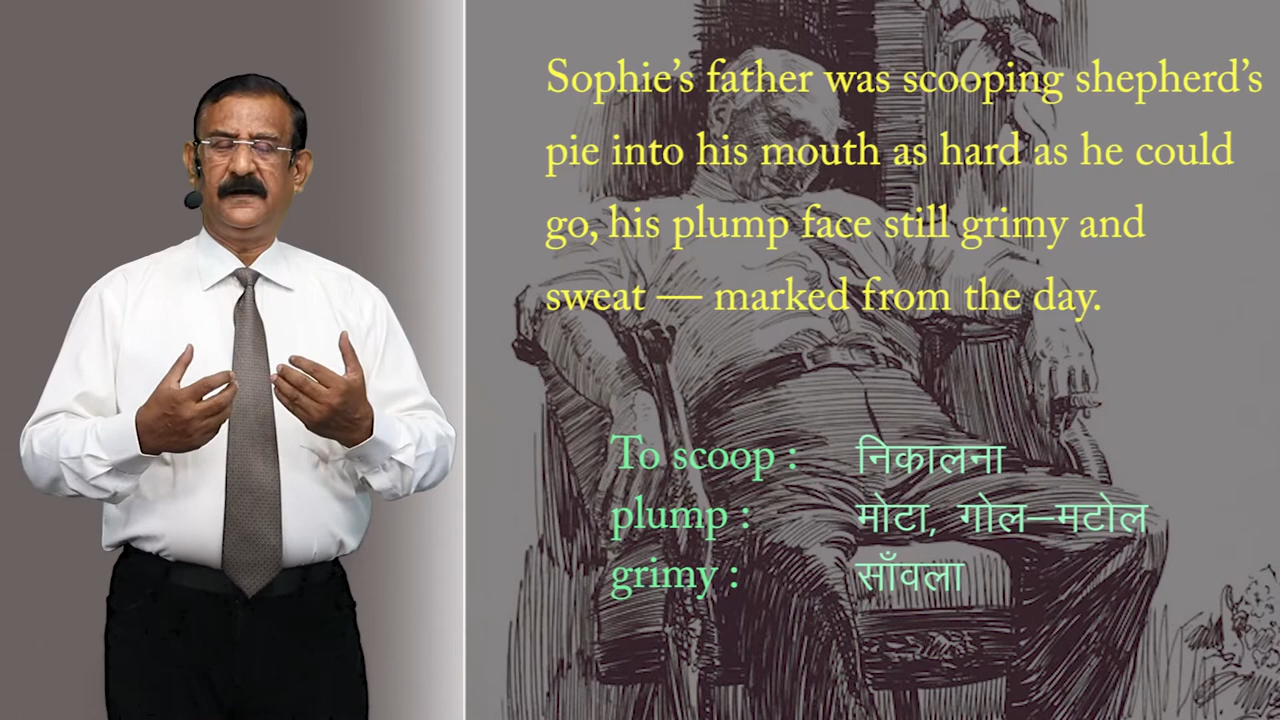 Sophie’s father was scooping shepherd’s
pie into his mouth as hard as he could
go, his plump face still grimy and
sweat — marked from the day.
To scoop : निकालना
plump : मोटा, गोल–मटोल
grimy : साँवला